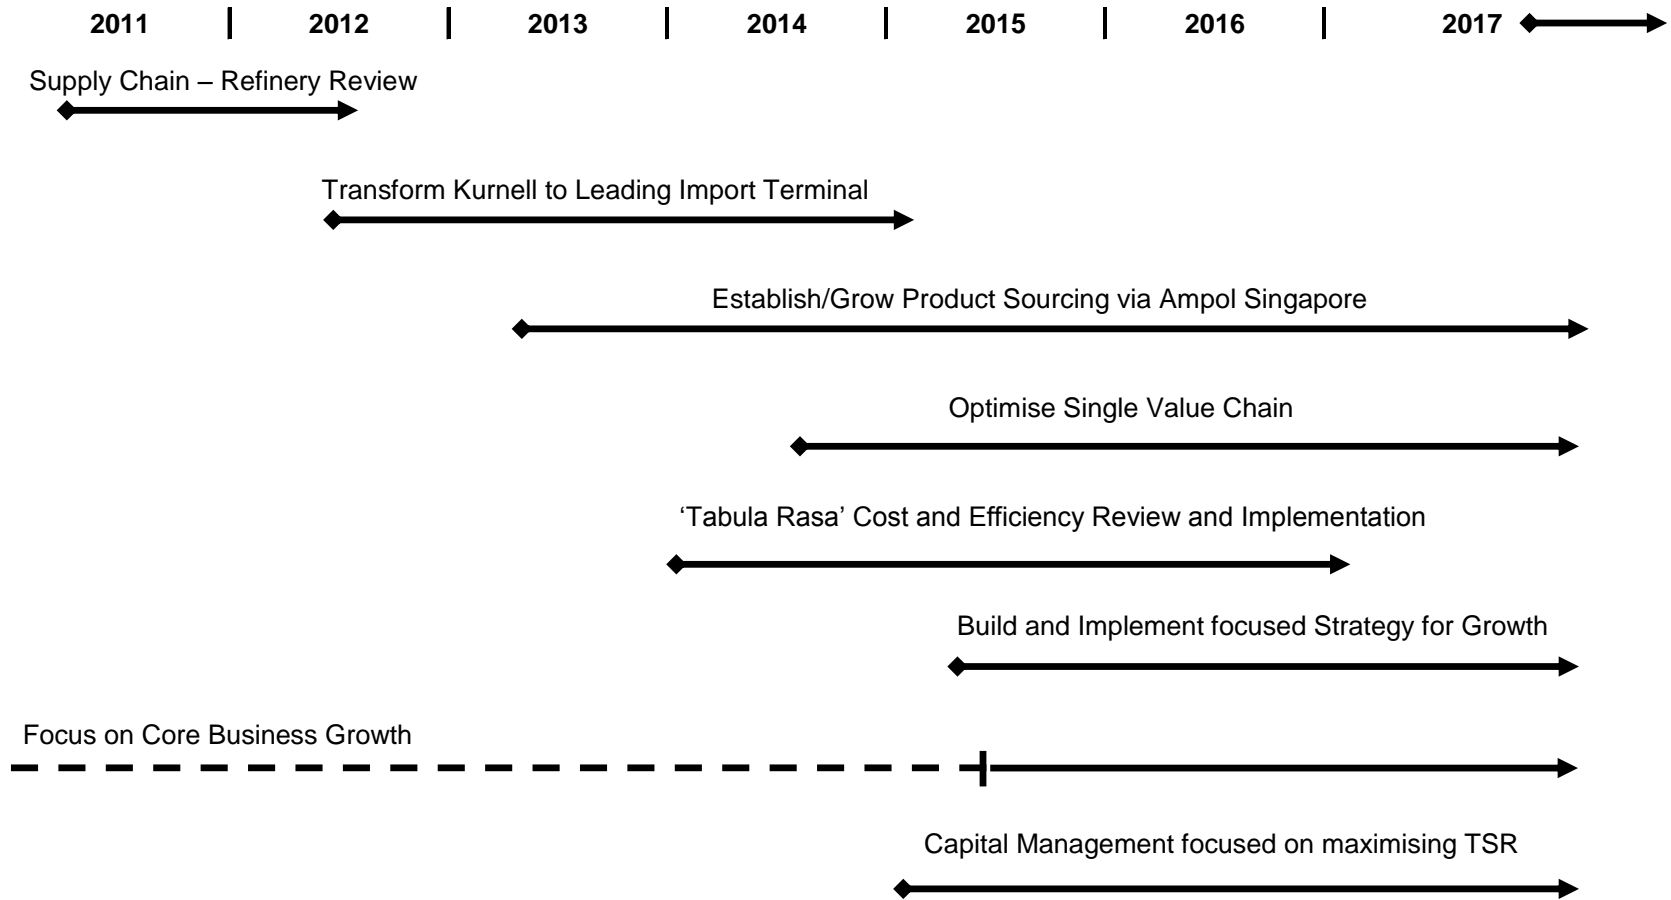 2011 | 2012 | 2013 | 2014 | 2015 | 2016 | 2017
Supply Chain – Refinery Review
Transform Kurnell to Leading Import Terminal
Establish/Grow Product Sourcing via Ampol Singapore
Optimise Single Value Chain
‘Tabula Rasa’ Cost and Efficiency Review and Implementation
Build and Implement focused Strategy for Growth
Focus on Core Business Growth
Capital Management focused on maximising TSR